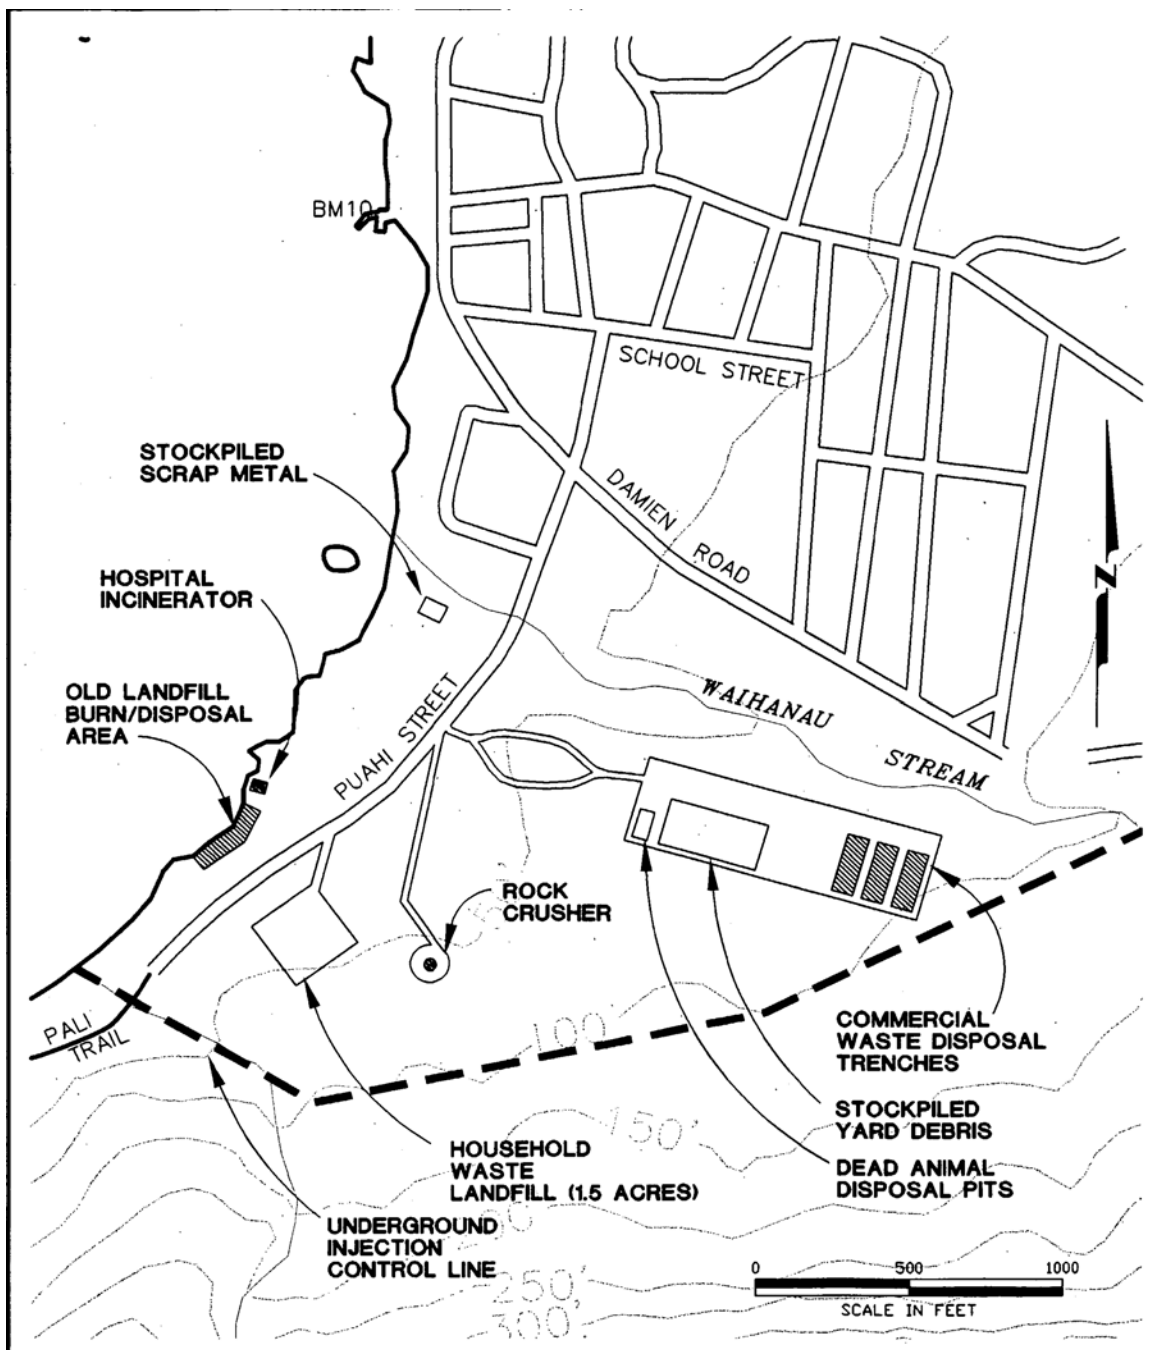 BM10
SCHOOL STREET
STOCKPILED
SCRAP METAL
DAMIEN ROAD
HOSPITAL
INCINERATOR
N
OLD LANDFILL
BURN/DISPOSAL
AREA
PUAHI STREET
WAIHANAU
STREAM
ROCK
CRUSHER
50'
PALI
TRAIL
100
COMMERCIAL
WASTE DISPOSAL
TRENCHES
150'
STOCKPILED
YARD DEBRIS
HOUSEHOLD
WASTE
LANDFILL (1.5 ACRES)
DEAD ANIMAL
DISPOSAL PITS
UNDERGROUND
INJECTION
CONTROL LINE
250'
300'
0 500 1000
SCALE IN FEET